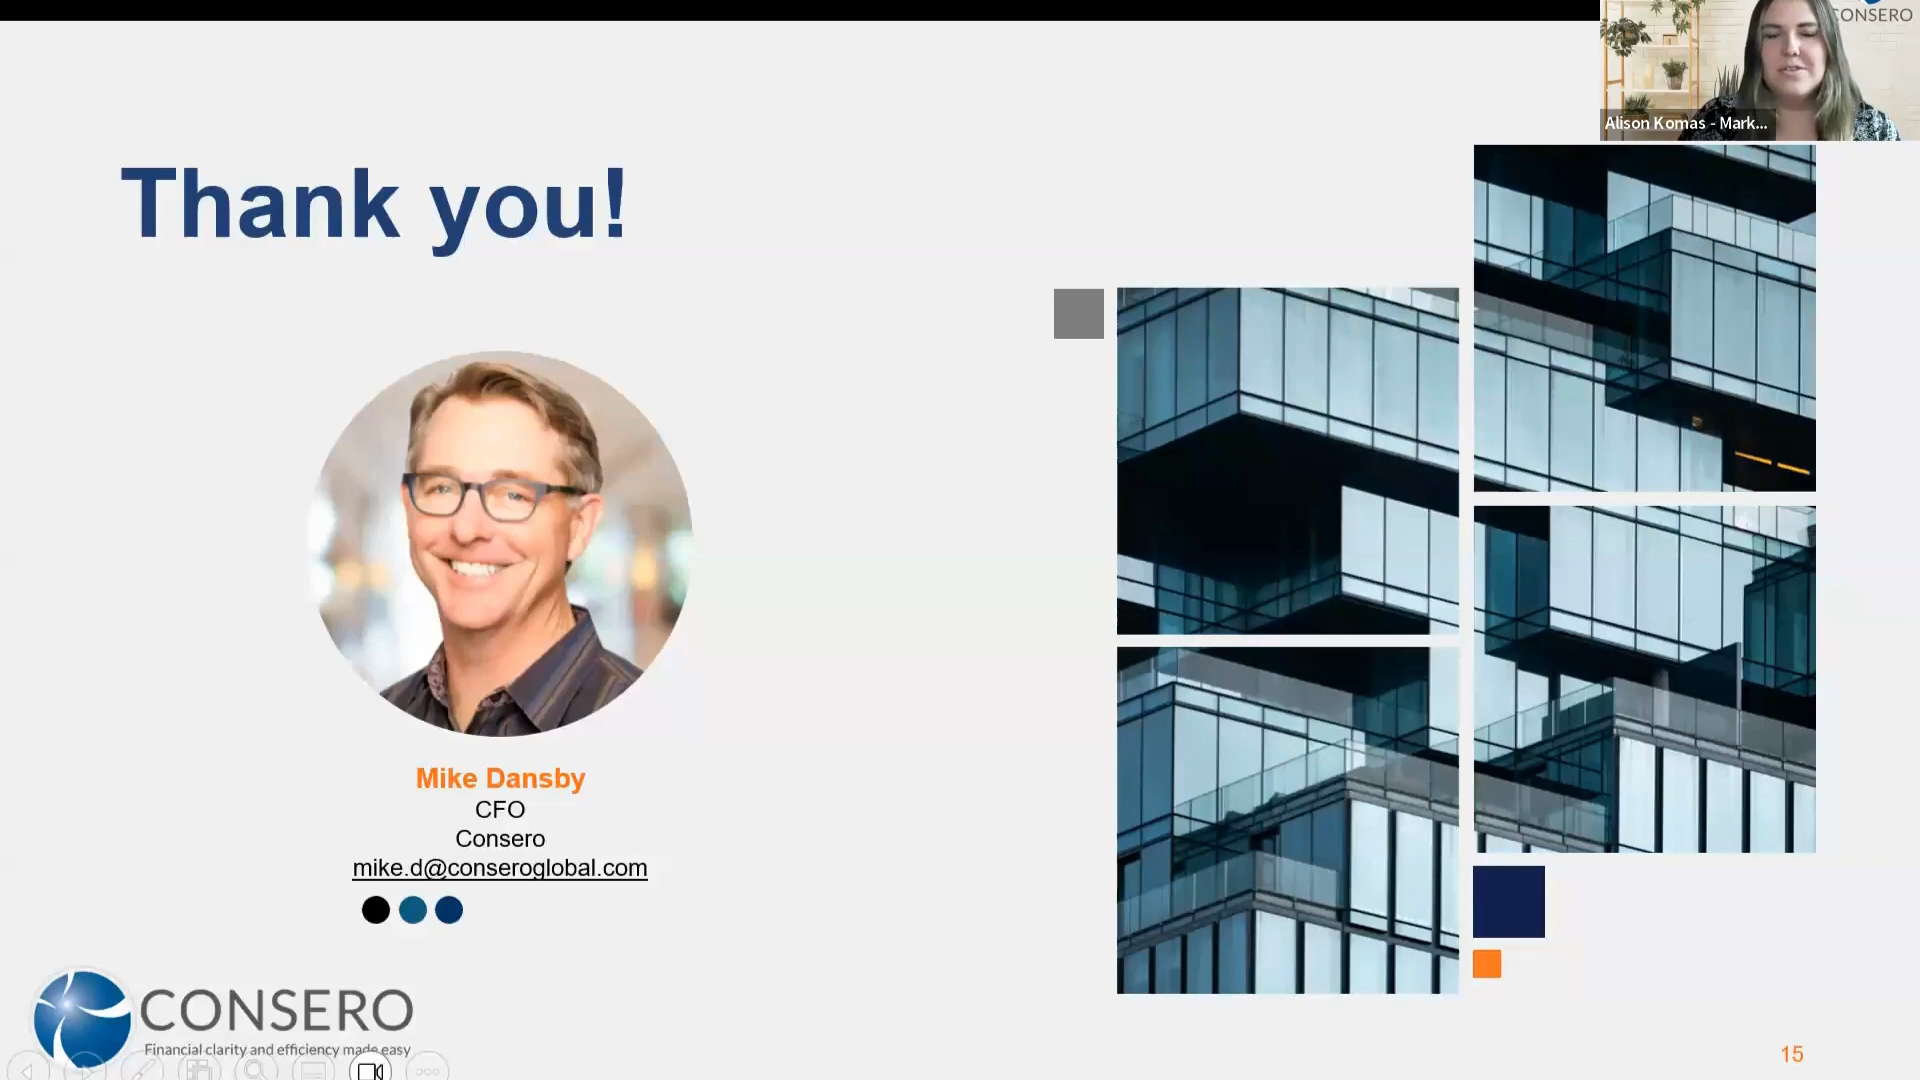 CONSERO
Alison Komas - Mark...
Thank you!
Mike Dansby
CFO
Consero
mike.d@conseroglobal.com
CONSERO
Financial clarity and efficiency made easy
15